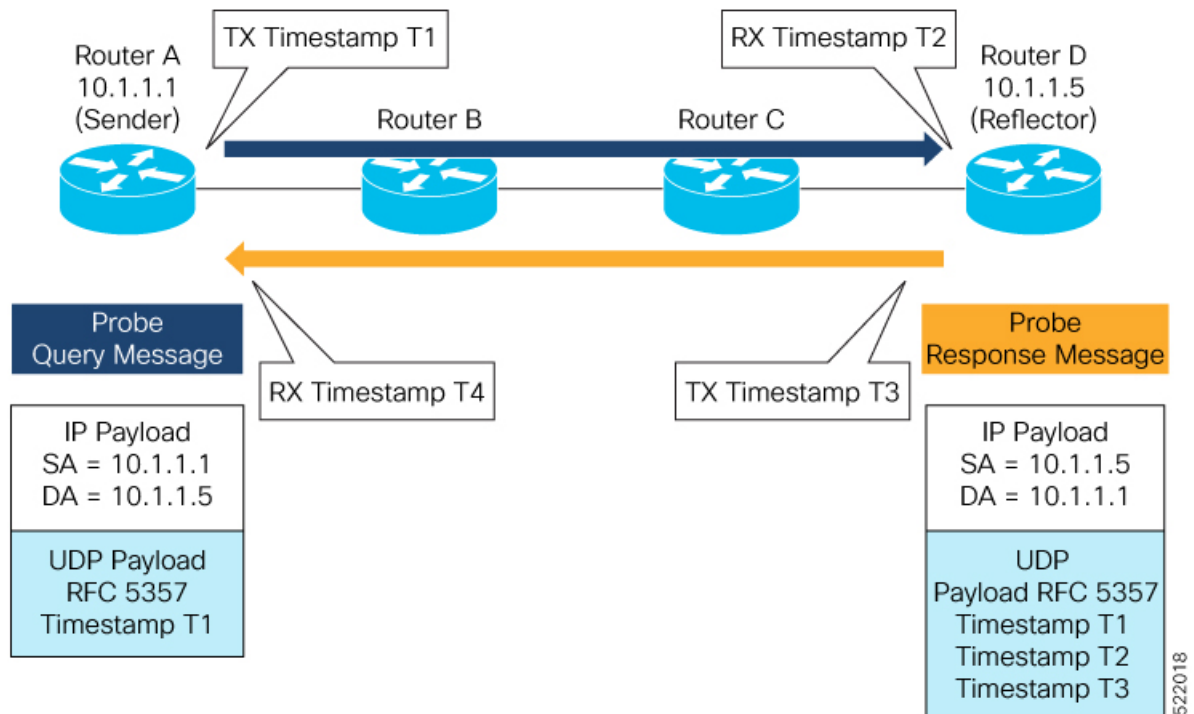 TX Timestamp T1
RX Timestamp T2
Router A
10.1.1.1
(Sender)
Router B
Router C
Router D
10.1.1.5
(Reflector)
Probe
Query Message
RX Timestamp T4
TX Timestamp T3
Probe
Response Message
IP Payload
SA = 10.1.1.1
DA = 10.1.1.5
UDP Payload
RFC 5357
Timestamp T1
IP Payload
SA = 10.1.1.5
DA = 10.1.1.1
UDP
Payload RFC 5357
Timestamp T1
Timestamp T2
Timestamp T3
522018